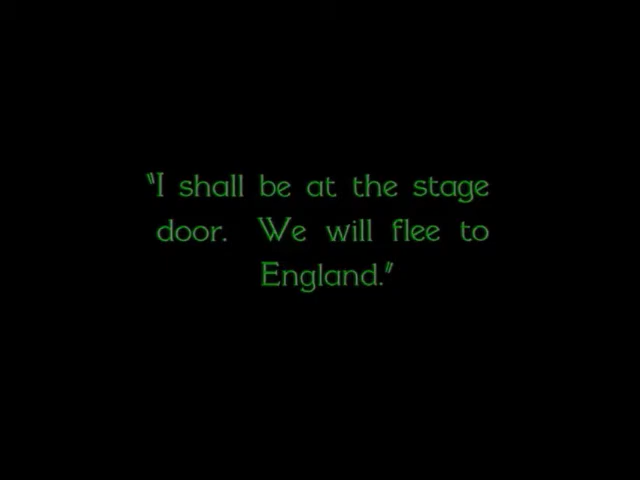 "I shall be at the stage
door. We will flee to
England."